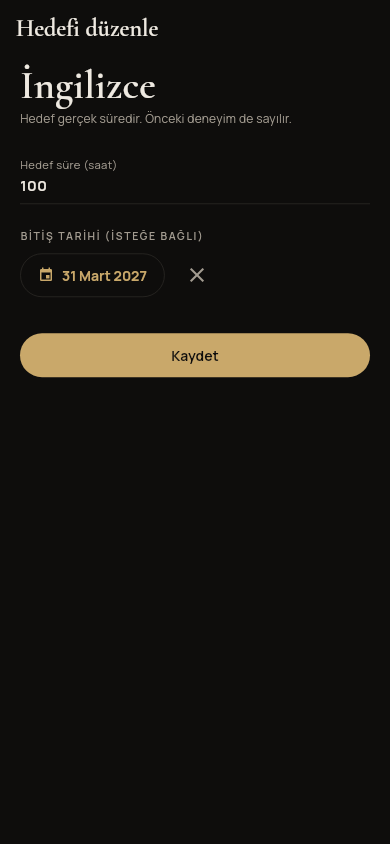 Hedefi düzenle
İngilizce
Hedef gerçek süredir. Önceki deneyim de sayılır.
Hedef süre (saat)
100
BİTİŞ TARİHİ (İSTEĞE BAĞLI)
31 Mart 2027
Kaydet